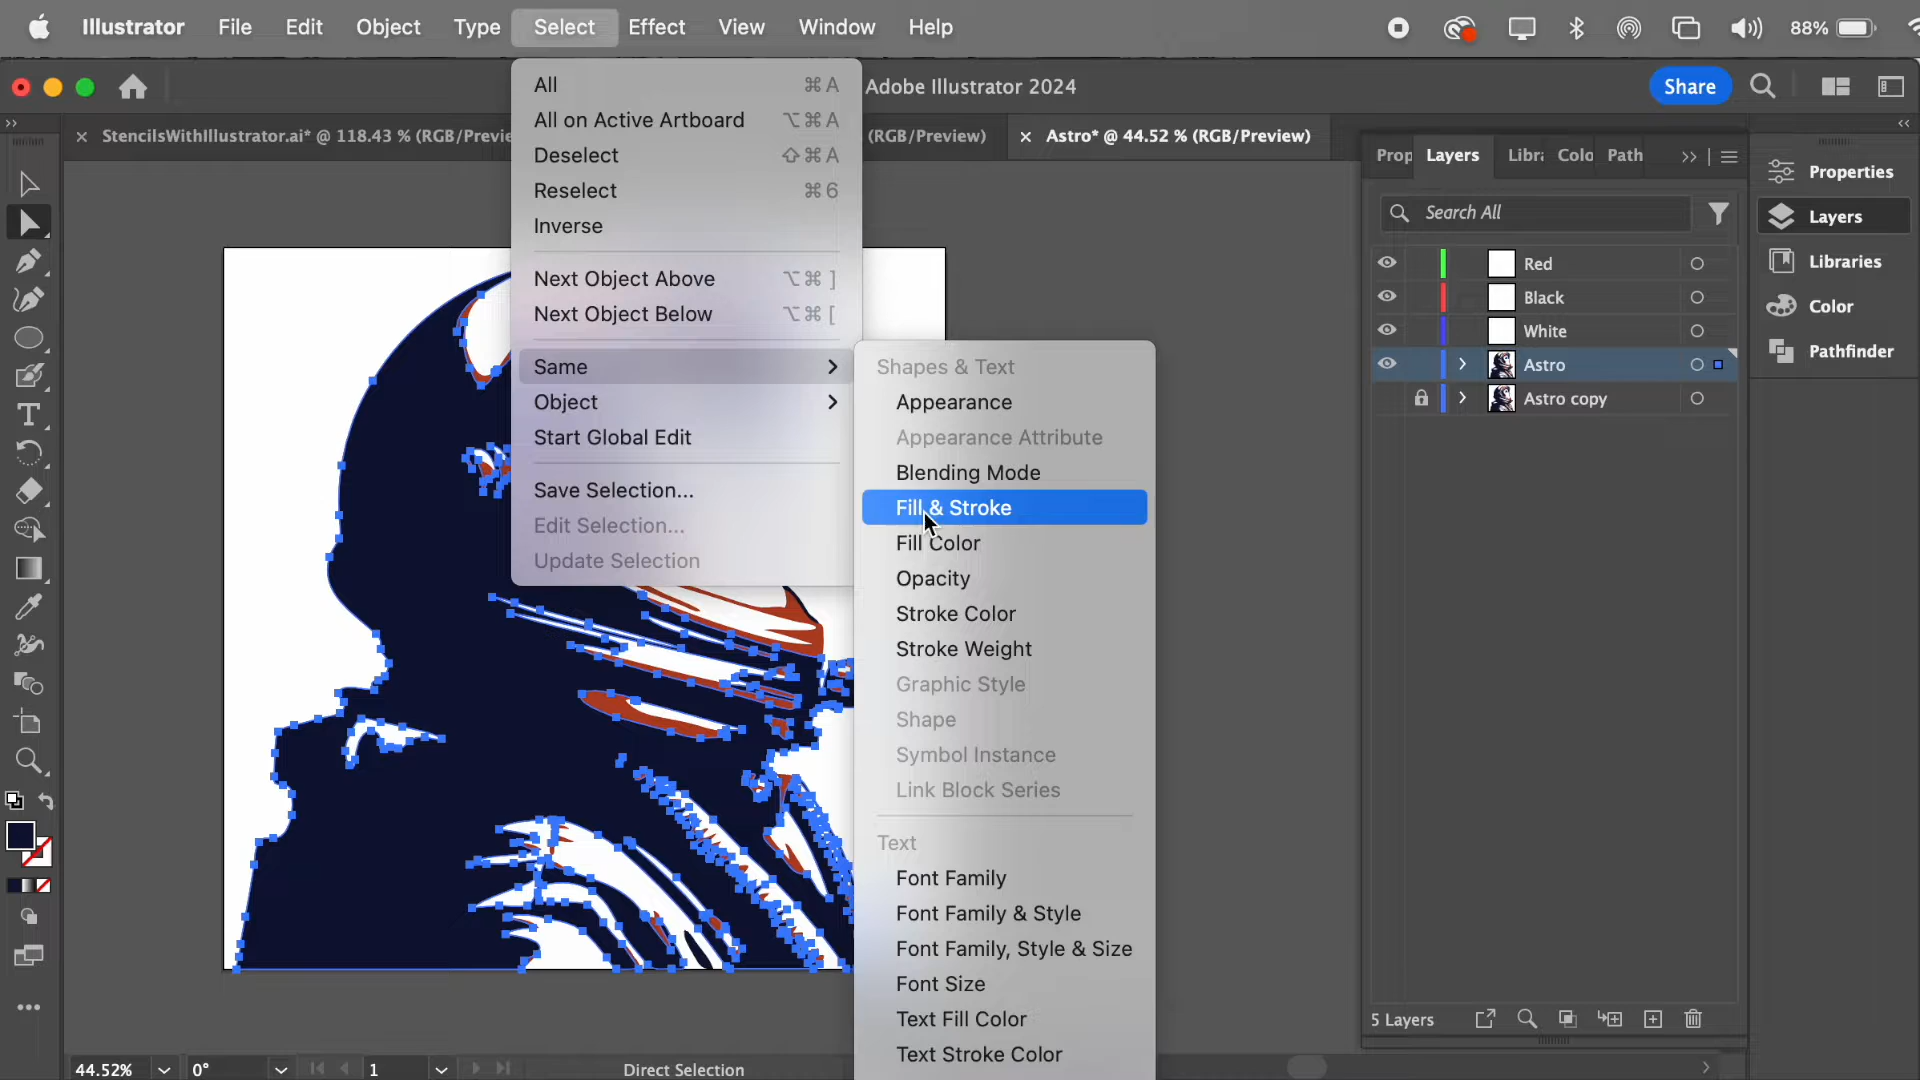 Illustrator File Edit Object Type Select Effect View Window Help 88%
Adobe Illustrator 2024 Share
× StencilsWithIllustrator.ai* @ 118.43 % (RGB/Previe
(RGB/Preview)
× Astro* @ 44.52 % (RGB/Preview)
All ⌘A
All on Active Artboard ⌥⌘A
Deselect ⇧⌘A
Reselect ⌘6
Inverse
Next Object Above ⌥⌘]
Next Object Below ⌥⌘[
Same
Object
Start Global Edit
Save Selection...
Edit Selection...
Update Selection
Shapes & Text
Appearance
Appearance Attribute
Blending Mode
Fill & Stroke
Fill Color
Opacity
Stroke Color
Stroke Weight
Graphic Style
Shape
Symbol Instance
Link Block Series
Text
Font Family
Font Family & Style
Font Family, Style & Size
Font Size
Text Fill Color
Text Stroke Color
Prop Layers Libra Colo Path
Search All
Red
Black
White
Astro
Astro copy
5 Layers
Properties
Layers
Libraries
Color
Pathfinder
44.52% 0° 1 Direct Selection